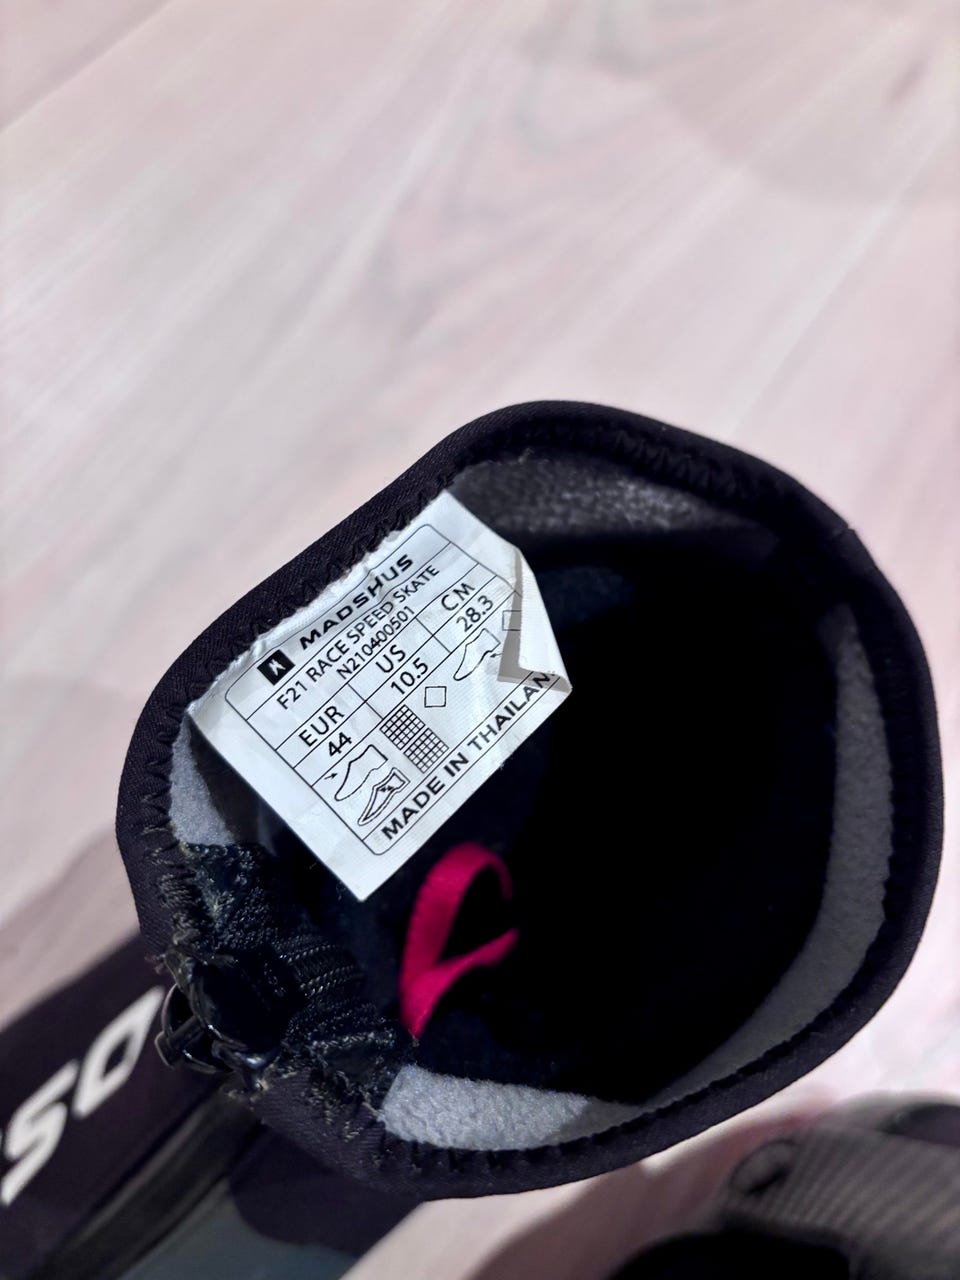 MADSHUS
F21 RACE SPEED SKATE
N210400501
EUR US CM
44 10.5 28.3
MADE IN THAILAN